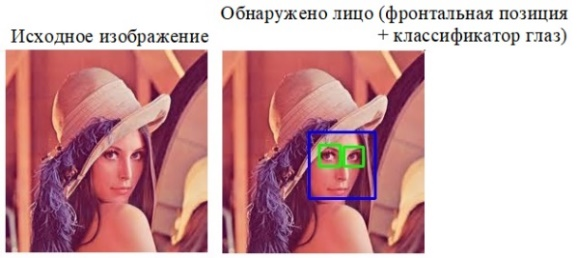 Исходное изображение
Обнаружено лицо (фронтальная позиция
+ классификатор глаз)